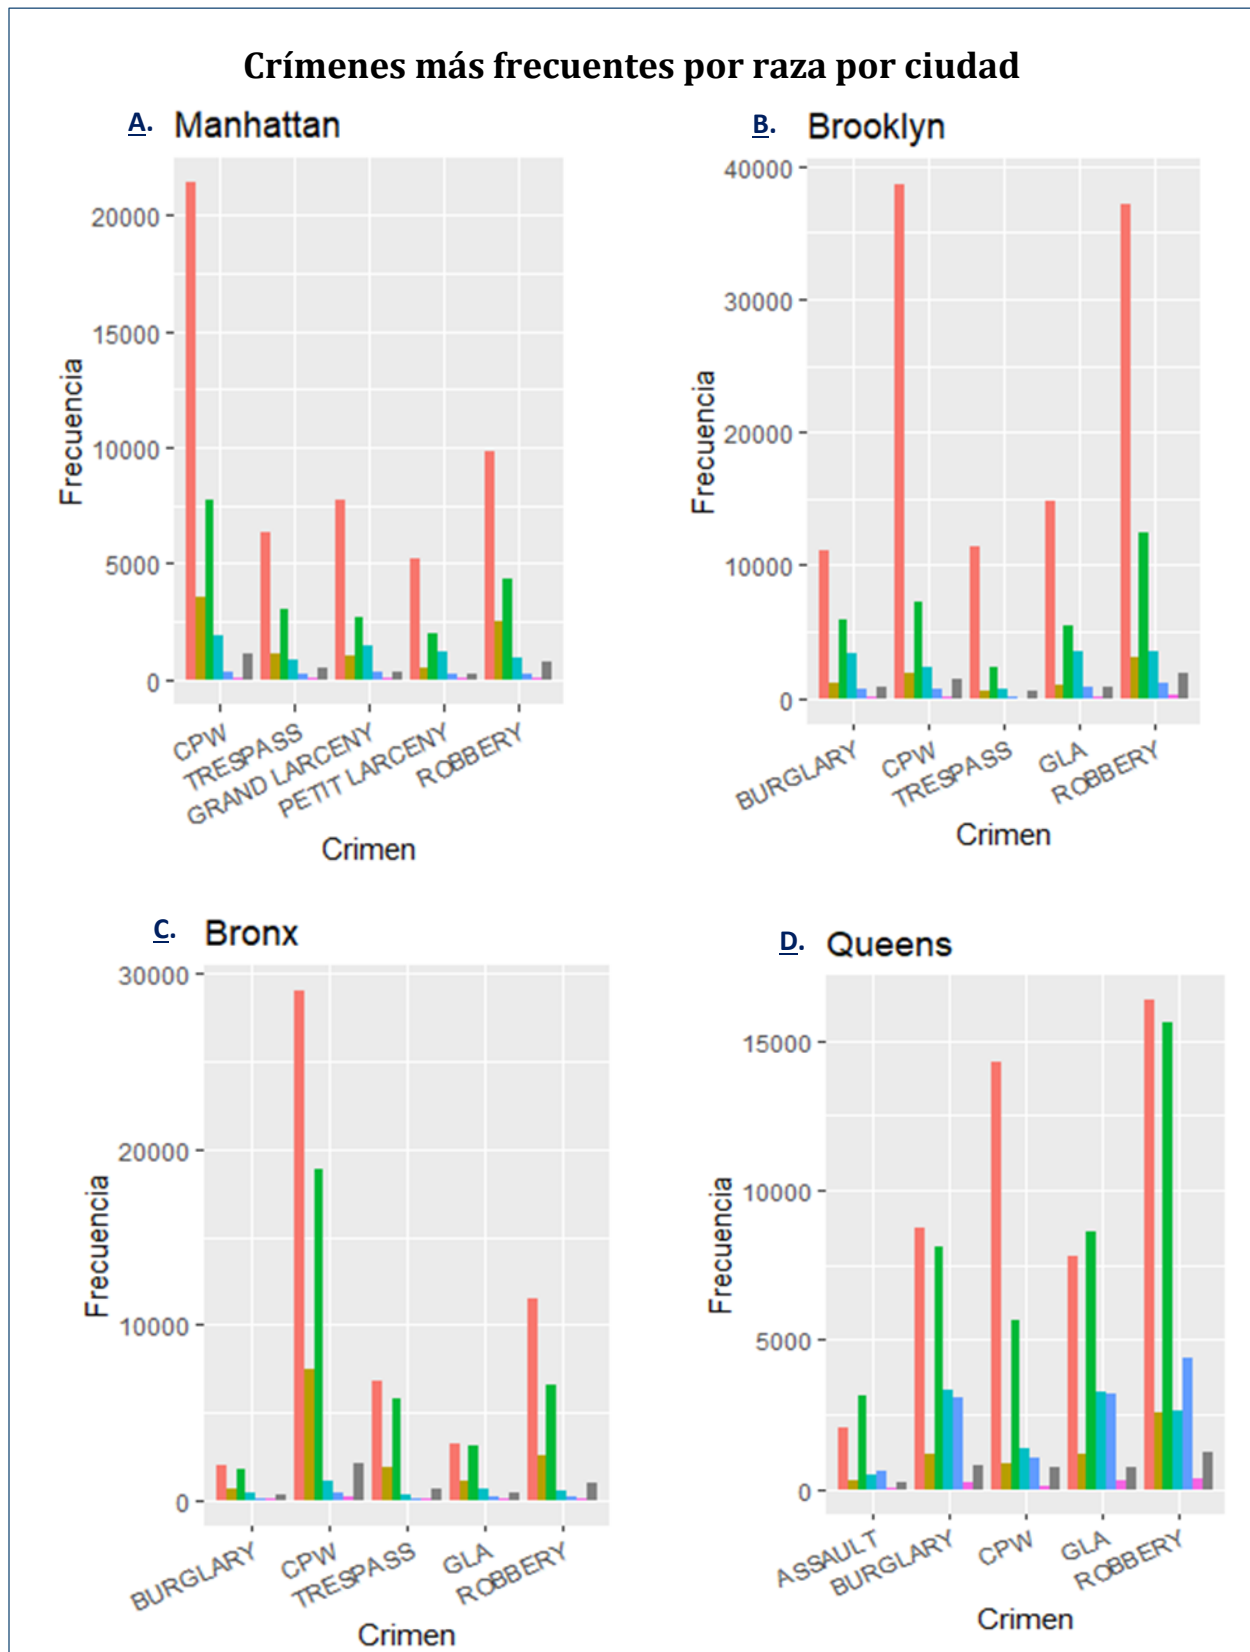 Crímenes más frecuentes por raza por ciudad
A. Manhattan
Frecuencia
20000
15000
10000
5000
0
CPW
TRESPASS
GRAND LARCENY
PETIT LARCENY
ROBBERY
Crimen
B. Brooklyn
Frecuencia
40000
30000
20000
10000
0
BURGLARY
CPW
TRESPASS
GLA
ROBBERY
Crimen
C. Bronx
Frecuencia
30000
20000
10000
0
BURGLARY
CPW
TRESPASS
GLA
ROBBERY
Crimen
D. Queens
Frecuencia
15000
10000
5000
0
ASSAULT
BURGLARY
CPW
GLA
ROBBERY
Crimen